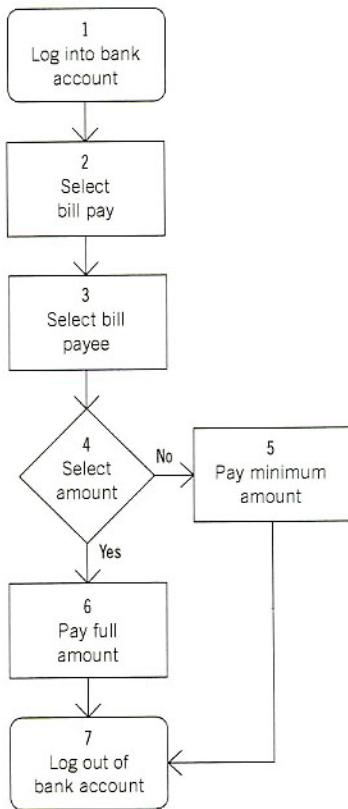 1
Log into bank
account
2
Select
bill pay
3
Select bill
payee
4
Select
amount
No
5
Pay minimum
amount
Yes
6
Pay full
amount
7
Log out of
bank account